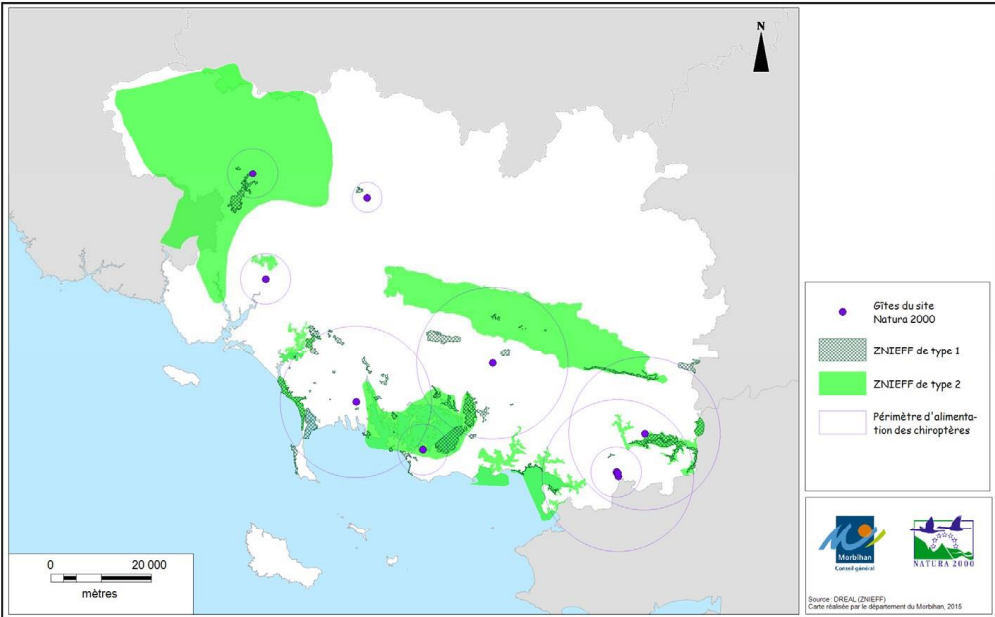 N
Gîtes du site
Natura 2000
ZNIEFF de type 1
ZNIEFF de type 2
Périmètre d'alimenta-
tion des chiroptères
0 20 000
mètres
Morbihan
Conseil général
NATURA 2000
Source : DREAL (ZNIEFF)
Carte réalisée par le département du Morbihan, 2015